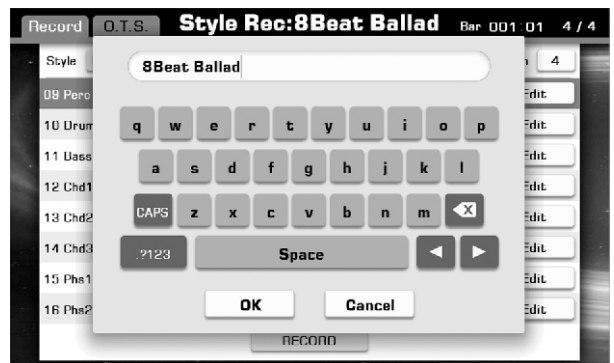 Record O.T.S. Style Rec:8Beat Ballad Bar 001:01 4/4
Style 4
8Beat Ballad
09 Perc Edit
10 Drum Edit
11 Bass Edit
12 Chd1 Edit
13 Chd2 Edit
14 Chd3 Edit
15 Phs1 Edit
16 Phs2 Edit
q w e r t y u i o p
a s d f g h j k l
CAPS z x c v b n m X
.?123 Space
OK Cancel
RECORD